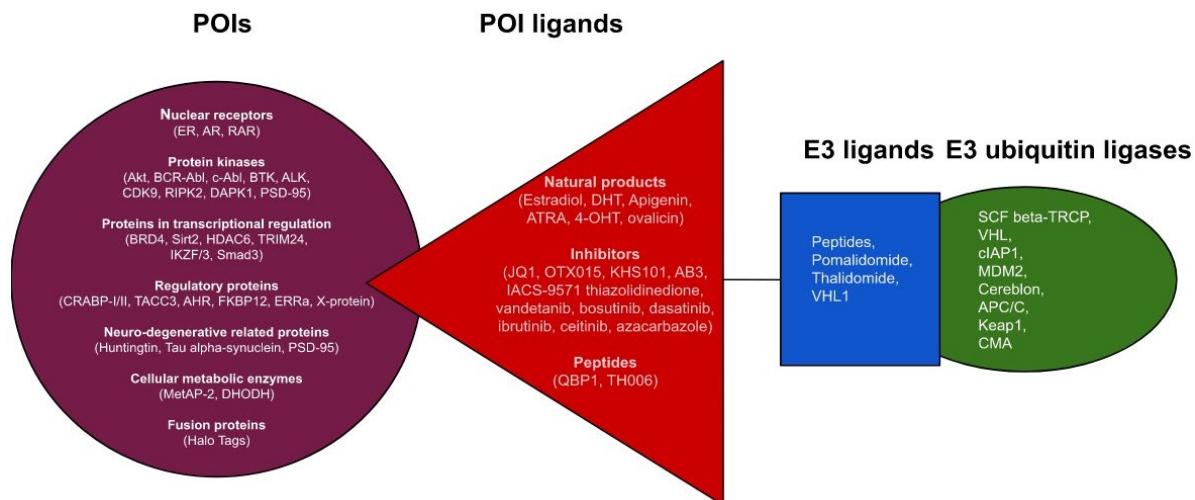 POIs
Nuclear receptors
(ER, AR, RAR)
Protein kinases
(Akt, BCR-Abl, c-Abl, BTK, ALK,
CDK9, RIPK2, DAPK1, PSD-95)
Proteins in transcriptional regulation
(BRD4, Sirt2, HDAC6, TRIM24,
IKZF/3, Smad3)
Regulatory proteins
(CRABP-I/II, TACC3, AHR, FKBP12, ERRa, X-protein)
Neuro-degenerative related proteins
(Huntingtin, Tau alpha-synuclein, PSD-95)
Cellular metabolic enzymes
(MetAP-2, DHODH)
Fusion proteins
(Halo Tags)
POI ligands
Natural products
(Estradiol, DHT, Apigenin,
ATRA, 4-OHT, ovalicin)
Inhibitors
(JQ1, OTX015, KHS101, AB3,
IACS-9571 thiazolidinedione,
vandetanib, bosutinib, dasatinib,
ibrutinib, ceitinib, azacarbazole)
Peptides
(QBP1, TH006)
E3 ligands
Peptides,
Pomalidomide,
Thalidomide,
VHL1
E3 ubiquitin ligases
SCF beta-TRCP,
VHL,
cIAP1,
MDM2,
Cereblon,
APC/C,
Keap1,
CMA